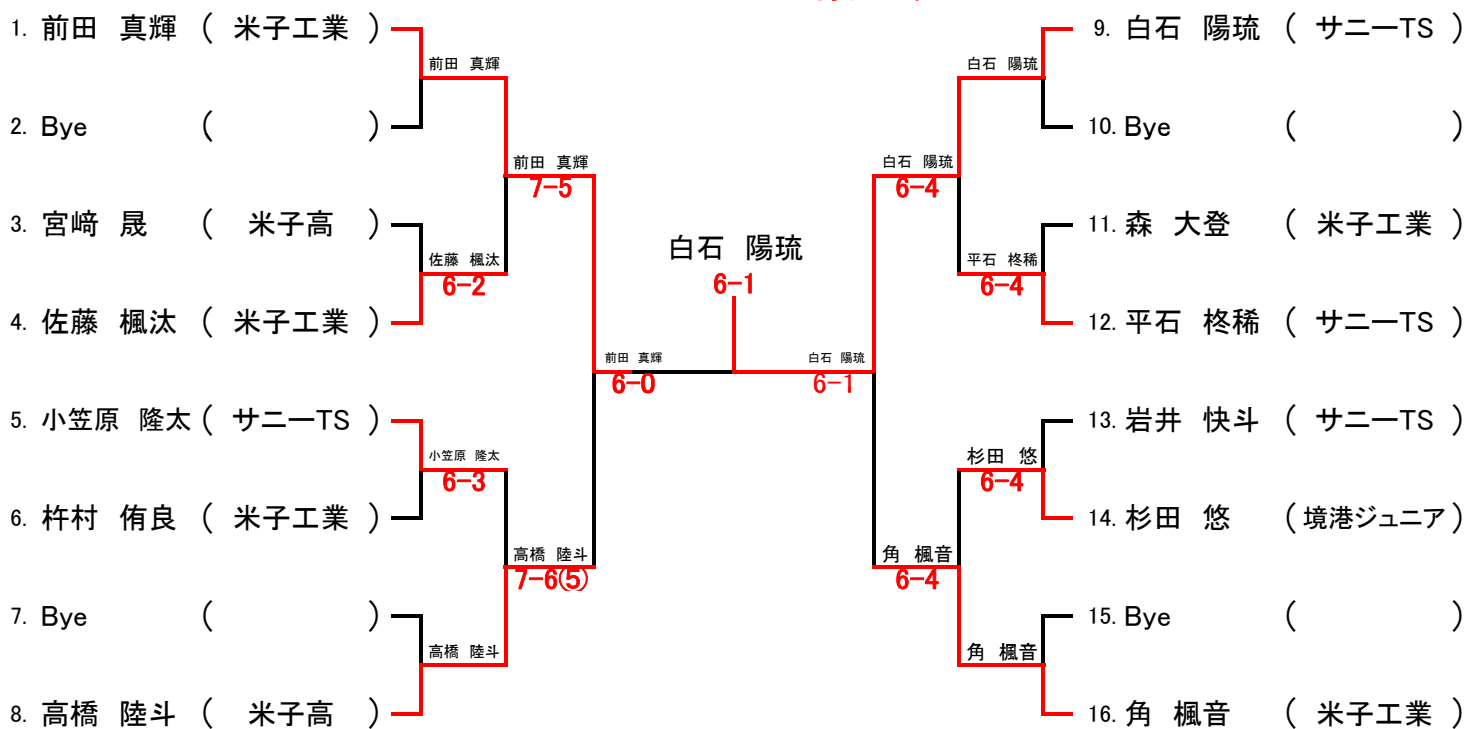 1. 前田 真輝 ( 米子工業 )
前田 真輝
2. Bye ( )
前田 真輝
7-5
3. 宮﨑 晟 ( 米子高 )
佐藤 楓汰
6-2
4. 佐藤 楓汰 ( 米子工業 )
前田 真輝
6-0
5. 小笠原 隆太 ( サニーTS )
小笠原 隆太
6-3
6. 杵村 侑良 ( 米子工業 )
高橋 陸斗
7-6(5)
7. Bye ( )
高橋 陸斗
8. 高橋 陸斗 ( 米子高 )
白石 陽琉
6-1
9. 白石 陽琉 ( サニーTS )
白石 陽琉
10. Bye ( )
白石 陽琉
6-4
11. 森 大登 ( 米子工業 )
平石 柊稀
6-4
12. 平石 柊稀 ( サニーTS )
白石 陽琉
6-1
13. 岩井 快斗 ( サニーTS )
杉田 悠
6-4
14. 杉田 悠 ( 境港ジュニア )
角 楓音
6-4
15. Bye ( )
角 楓音
16. 角 楓音 ( 米子工業 )